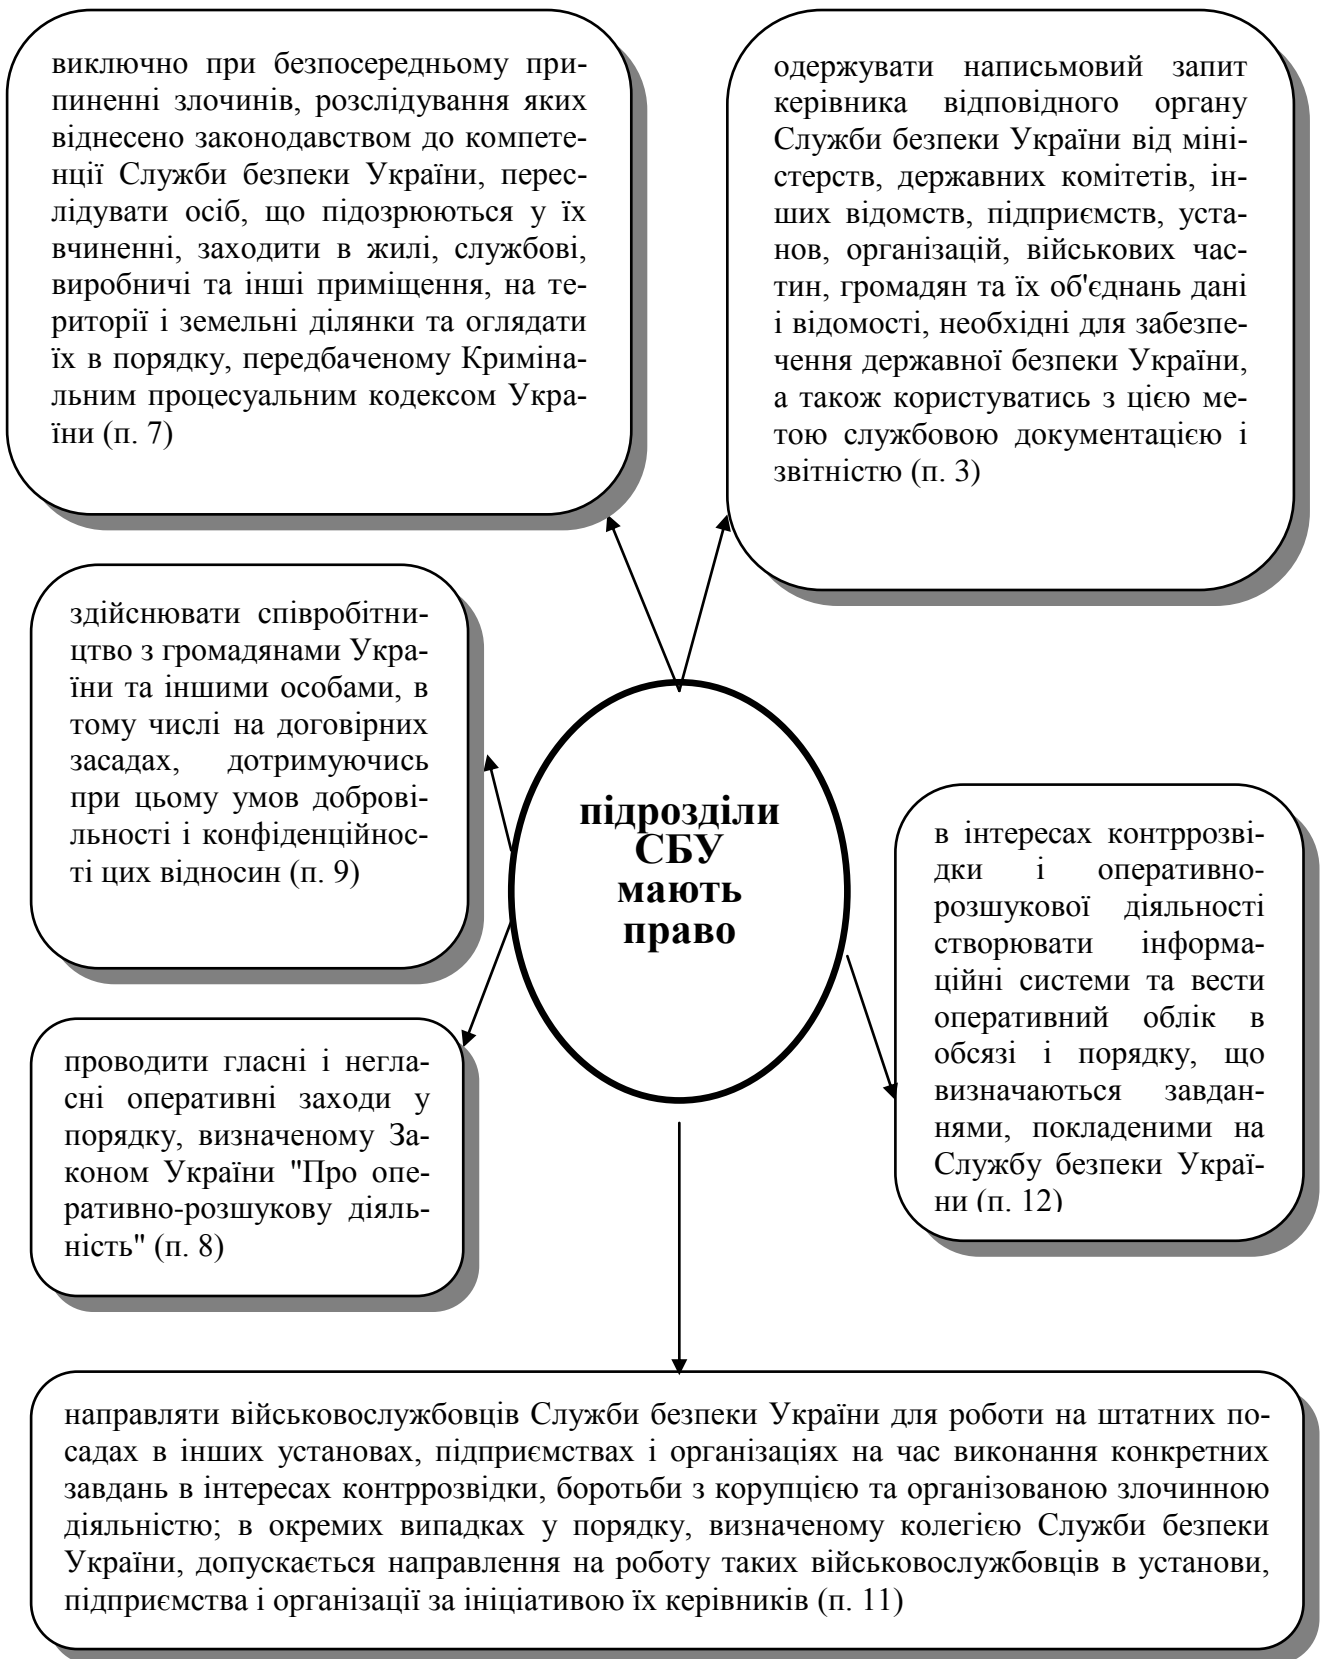 виключно при безпосередньому при-
пиненні злочинів, розслідування яких
віднесено законодавством до компете-
нції Служби безпеки України, перес-
лідувати осіб, що підозрюються у їх
вчиненні, заходити в жилі, службові,
виробничі та інші приміщення, на те-
риторії і земельні ділянки та оглядати
їх в порядку, передбаченому Криміна-
льним процесуальним кодексом Укра-
їни (п. 7)
одержувати написьмовий запит
керівника відповідного органу
Служби безпеки України від міні-
стерств, державних комітетів, ін-
ших відомств, підприємств, уста-
нов, організацій, військових час-
тин, громадян та їх об'єднань дані
і відомості, необхідні для забезпе-
чення державної безпеки України,
а також користуватись з цією ме-
тою службовою документацією і
звітністю (п. 3)
здійснювати співробітни-
цтво з громадянами Укра-
їни та іншими особами, в
тому числі на договірних
засадах, дотримуючись
при цьому умов доброві-
льності і конфіденційнос-
ті цих відносин (п. 9)
підрозділи
СБУ
мають
право
в інтересах контррозві-
дки і оперативно-
розшукової діяльності
створювати інформа-
ційні системи та вести
оперативний облік в
обсязі і порядку, що
визначаються завдан-
нями, покладеними на
Службу безпеки Украї-
ни (п. 12)
проводити гласні і негла-
сні оперативні заходи у
порядку, визначеному За-
коном України "Про опе-
ративно-розшукову діяль-
ність" (п. 8)
направляти військовослужбовців Служби безпеки України для роботи на штатних по-
садах в інших установах, підприємствах і організаціях на час виконання конкретних
завдань в інтересах контррозвідки, боротьби з корупцією та організованою злочинною
діяльністю; в окремих випадках у порядку, визначеному колегією Служби безпеки
України, допускається направлення на роботу таких військовослужбовців в установи,
підприємства і організації за ініціативою їх керівників (п. 11)